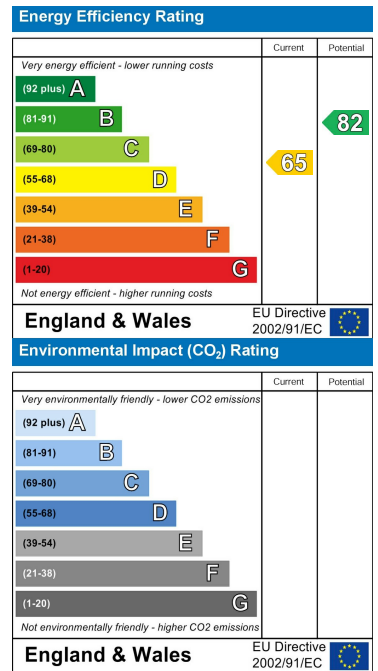 Energy Efficiency Rating
Current Potential
Very energy efficient - lower running costs
(92 plus) A
(81-91) B
(69-80) C
(55-68) D
(39-54) E
(21-38) F
(1-20) G
82
65
Not energy efficient - higher running costs
England & Wales
EU Directive
2002/91/EC
Environmental Impact (CO₂) Rating
Current Potential
Very environmentally friendly - lower CO2 emissions
(92 plus) A
(81-91) B
(69-80) C
(55-68) D
(39-54) E
(21-38) F
(1-20) G
Not environmentally friendly - higher CO2 emissions
England & Wales
EU Directive
2002/91/EC